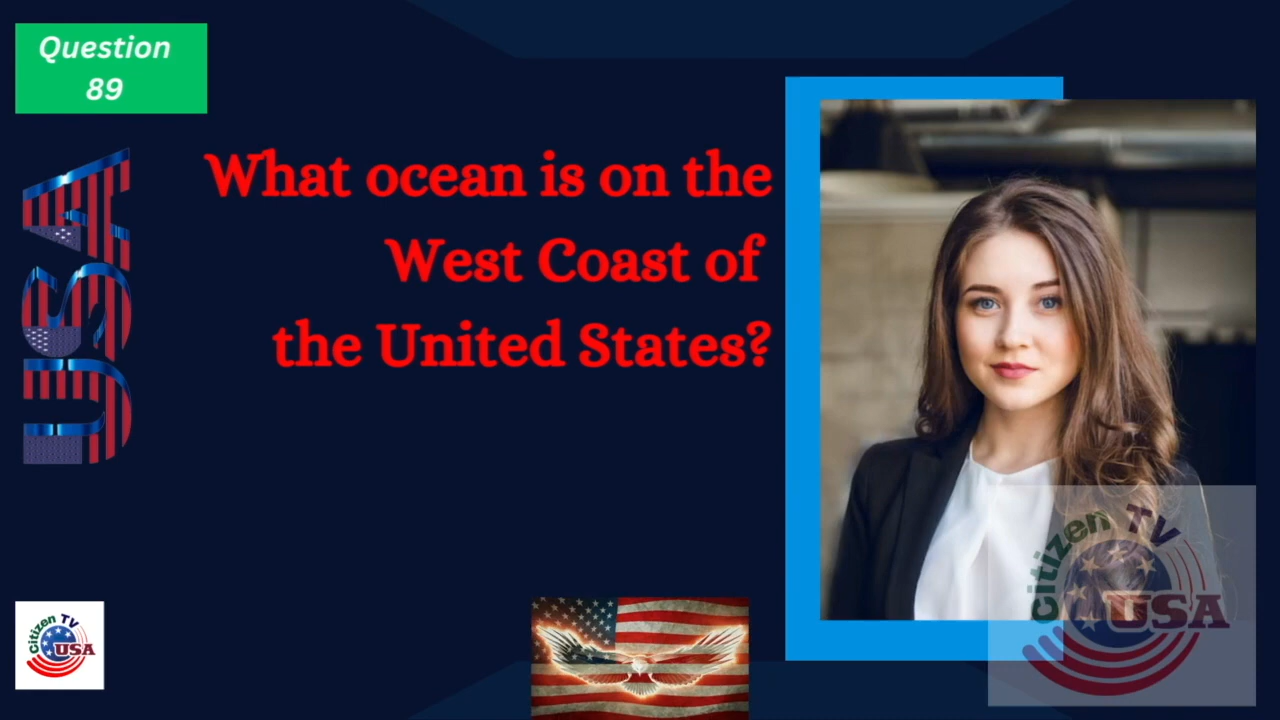 Question
89
USA
What ocean is on the
West Coast of
the United States?
Citizen TV
USA
Citizen TV
USA